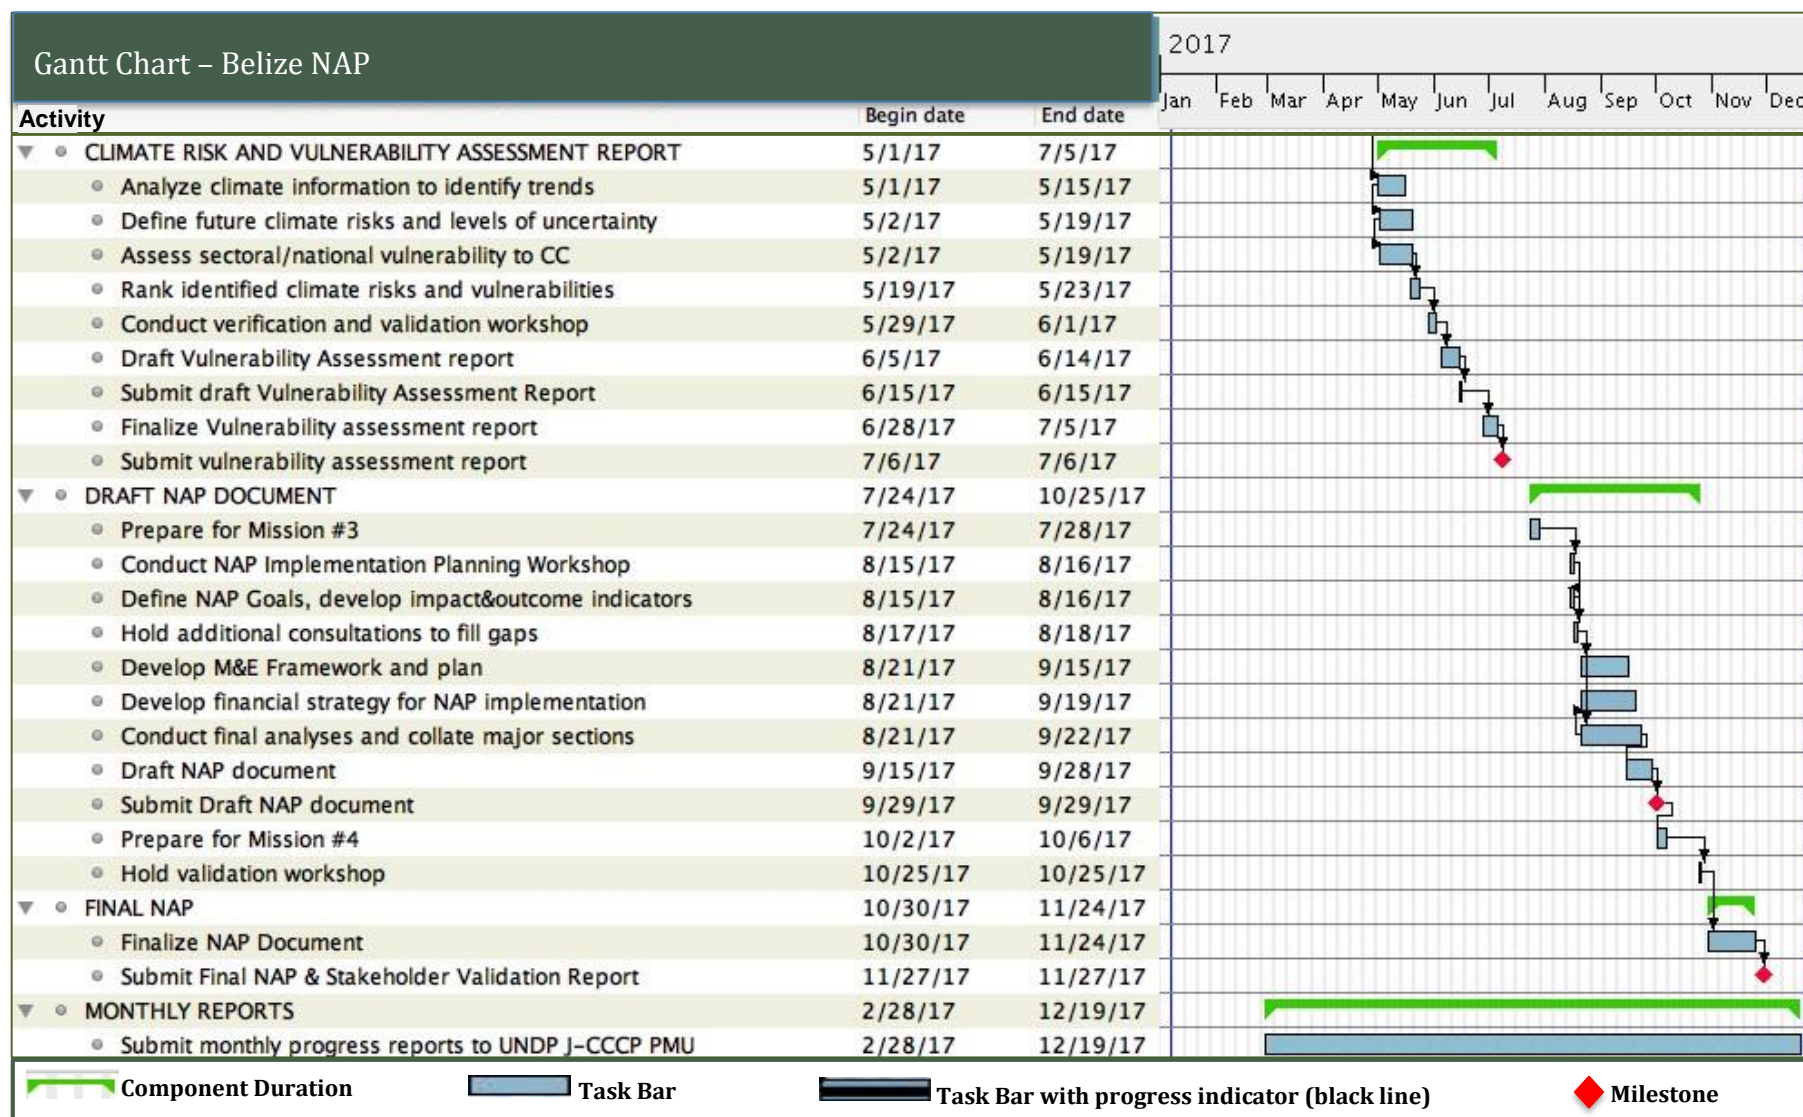 Gantt Chart – Belize NAP
2017
Jan Feb Mar Apr May Jun Jul Aug Sep Oct Nov Dec
Activity Begin date End date
CLIMATE RISK AND VULNERABILITY ASSESSMENT REPORT 5/1/17 7/5/17
Analyze climate information to identify trends 5/1/17 5/15/17
Define future climate risks and levels of uncertainty 5/2/17 5/19/17
Assess sectoral/national vulnerability to CC 5/2/17 5/19/17
Rank identified climate risks and vulnerabilities 5/19/17 5/23/17
Conduct verification and validation workshop 5/29/17 6/1/17
Draft Vulnerability Assessment report 6/5/17 6/14/17
Submit draft Vulnerability Assessment Report 6/15/17 6/15/17
Finalize Vulnerability assessment report 6/28/17 7/5/17
Submit vulnerability assessment report 7/6/17 7/6/17
DRAFT NAP DOCUMENT 7/24/17 10/25/17
Prepare for Mission #3 7/24/17 7/28/17
Conduct NAP Implementation Planning Workshop 8/15/17 8/16/17
Define NAP Goals, develop impact&outcome indicators 8/15/17 8/16/17
Hold additional consultations to fill gaps 8/17/17 8/18/17
Develop M&E Framework and plan 8/21/17 9/15/17
Develop financial strategy for NAP implementation 8/21/17 9/19/17
Conduct final analyses and collate major sections 8/21/17 9/22/17
Draft NAP document 9/15/17 9/28/17
Submit Draft NAP document 9/29/17 9/29/17
Prepare for Mission #4 10/2/17 10/6/17
Hold validation workshop 10/25/17 10/25/17
FINAL NAP 10/30/17 11/24/17
Finalize NAP Document 10/30/17 11/24/17
Submit Final NAP & Stakeholder Validation Report 11/27/17 11/27/17
MONTHLY REPORTS 2/28/17 12/19/17
Submit monthly progress reports to UNDP J-CCCP PMU 2/28/17 12/19/17
Component Duration Task Bar Task Bar with progress indicator (black line) Milestone